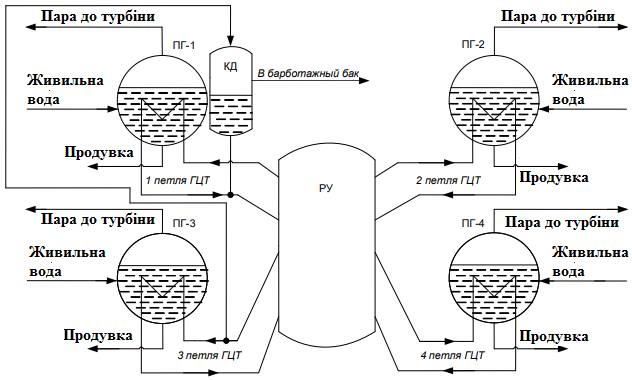 Пара до турбіни
ПГ-1
КД
В барботажный бак
Живильна
вода
Продувка
1 петля ГЦТ
Пара до турбіни
ПГ-2
Живильна
вода
Продувка
2 петля ГЦТ
РУ
Пара до турбіни
ПГ-3
Живильна
вода
Продувка
3 петля ГЦТ
Пара до турбіни
ПГ-4
Живильна
вода
Продувка
4 петля ГЦТ